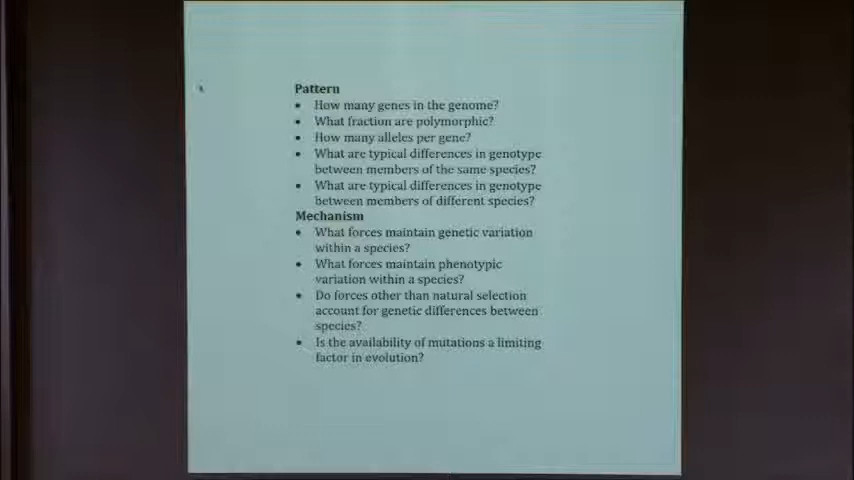 Pattern
• How many genes in the genome?
• What fraction are polymorphic?
• How many alleles per gene?
• What are typical differences in genotype
between members of the same species?
• What are typical differences in genotype
between members of different species?
Mechanism
• What forces maintain genetic variation
within a species?
• What forces maintain phenotypic
variation within a species?
• Do forces other than natural selection
account for genetic differences between
species?
• Is the availability of mutations a limiting
factor in evolution?